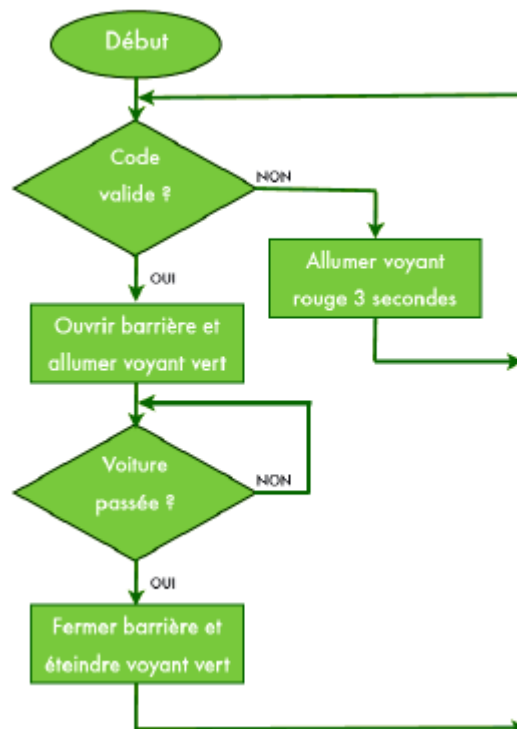 Début
Code
valide ?
NON
Allumer voyant
rouge 3 secondes
OUI
Ouvrir barrière et
allumer voyant vert
Voiture
passée ?
NON
OUI
Fermer barrière et
éteindre voyant vert